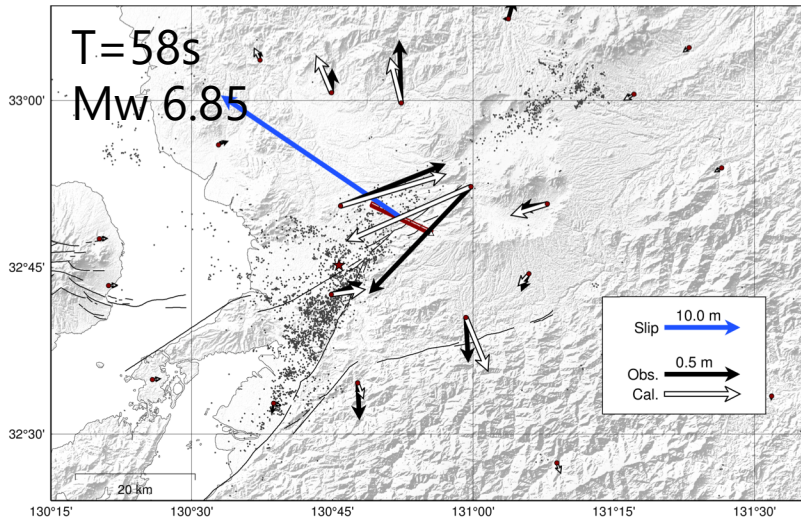 T=58s
Mw 6.85
33°00'
32°45'
32°30'
Slip 10.0 m
0.5 m
Obs.
Cal.
20 km
130°15' 130°30' 130°45' 131°00' 131°15' 131°30'